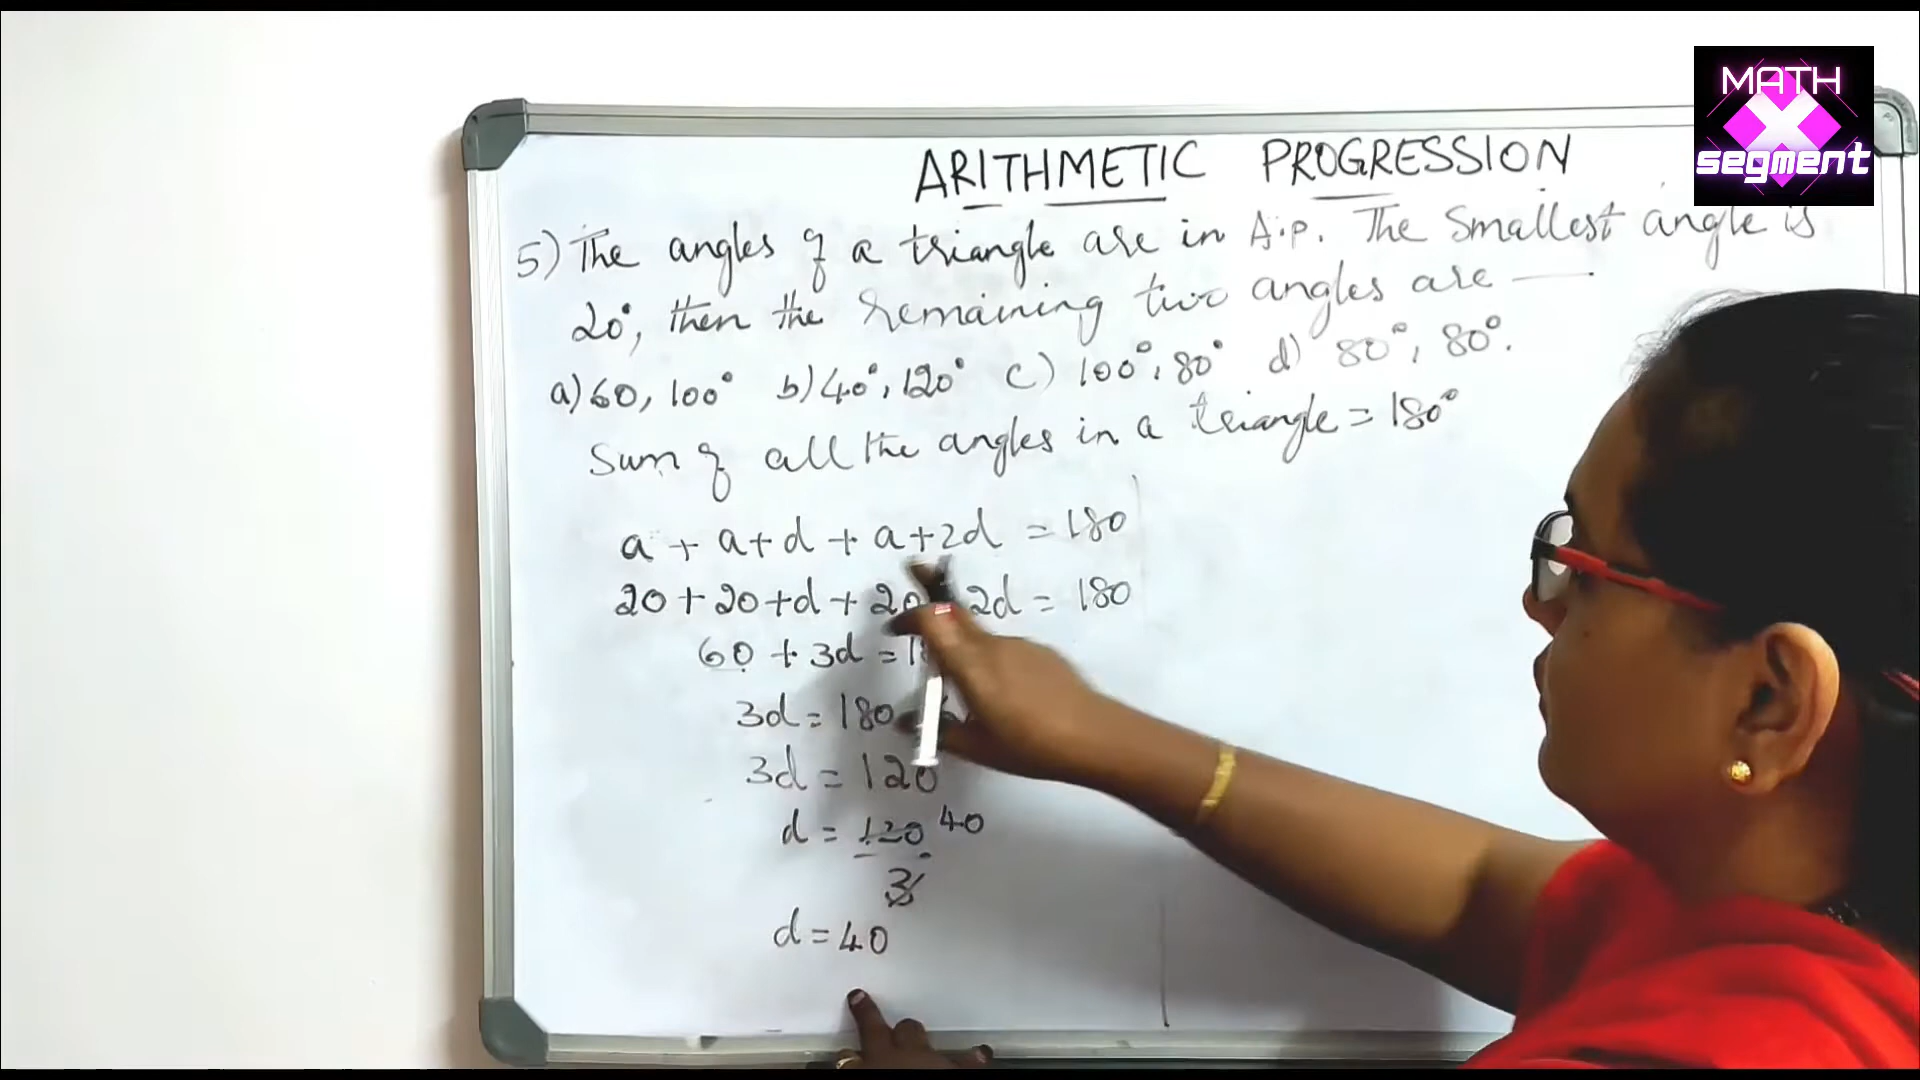 MATH
segment
ARITHMETIC PROGRESSION
5) The angles of a triangle are in A.P. The smallest angle is
20°, then the remaining two angles are —
a) 60, 100° b) 40°, 120° c) 100°, 80° d) 80°, 80°.
Sum of all the angles in a triangle = 180°
a + a+d + a+2d = 180
20 + 20+d + 20 2d = 180
60 + 3d =
3d = 180
3d = 120
d = 120 40
3
d = 40